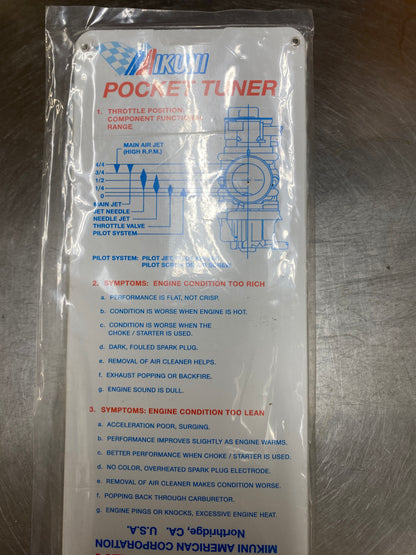 MIKUNI
POCKET TUNER
1. THROTTLE POSITION
COMPONENT FUNCTIONAL
RANGE
MAIN AIR JET
(HIGH R.P.M.)
4/4
3/4
1/2
1/4
0
MAIN JET
JET NEEDLE
NEEDLE JET
THROTTLE VALVE
PILOT SYSTEM
PILOT SYSTEM: PILOT JET
PILOT
2. SYMPTOMS: ENGINE CONDITION TOO RICH
a. PERFORMANCE IS FLAT, NOT CRISP.
b. CONDITION IS WORSE WHEN ENGINE IS HOT.
c. CONDITION IS WORSE WHEN THE
CHOKE / STARTER IS USED.
d. DARK, FOULED SPARK PLUG.
e. REMOVAL OF AIR CLEANER HELPS.
f. EXHAUST POPPING OR BACKFIRE.
g. ENGINE SOUND IS DULL.
3. SYMPTOMS: ENGINE CONDITION TOO LEAN
a. ACCELERATION POOR, SURGING.
b. PERFORMANCE IMPROVES SLIGHTLY AS ENGINE WARMS.
c. BETTER PERFORMANCE WHEN CHOKE / STARTER IS USED.
d. NO COLOR, OVERHEATED SPARK PLUG ELECTRODE.
e. REMOVAL OF AIR CLEANER MAKES CONDITION WORSE.
f. POPPING BACK THROUGH CARBURETOR.
g. ENGINE PINGS OR KNOCKS, EXCESSIVE ENGINE HEAT.
Northridge, CA. U.S.A.
MIKUNI AMERICAN CORPORATION